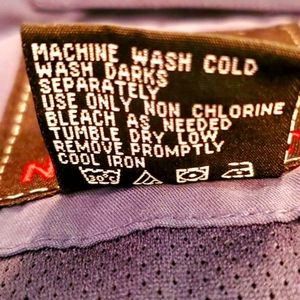 MACHINE WASH COLD
WASH DARKS
SEPARATELY
USE ONLY NON CHLORINE
BLEACH AS NEEDED
TUMBLE DRY LOW
REMOVE PROMPTLY
COOL IRON
30°C